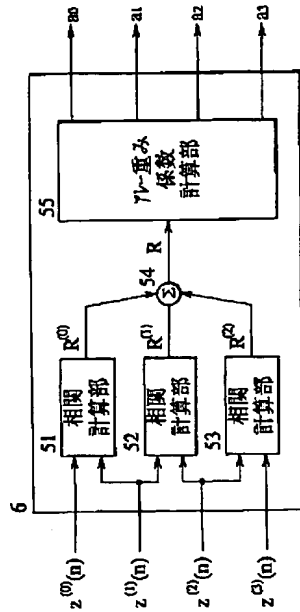 6
z⁽⁰⁾(n)
z⁽¹⁾(n)
z⁽²⁾(n)
z⁽³⁾(n)
51
相関
計算部
52
相関
計算部
53
相関
計算部
R⁽⁰⁾
R⁽¹⁾
R⁽²⁾
54
Σ
R
55
アレー重み
係数
計算部
a0
a1
a2
a3